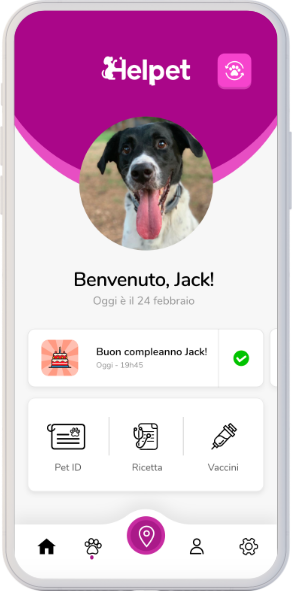 Helpet
Benvenuto, Jack!
Oggi è il 24 febbraio
Buon compleanno Jack!
Oggi - 19h45
Pet ID
Ricetta
Vaccini